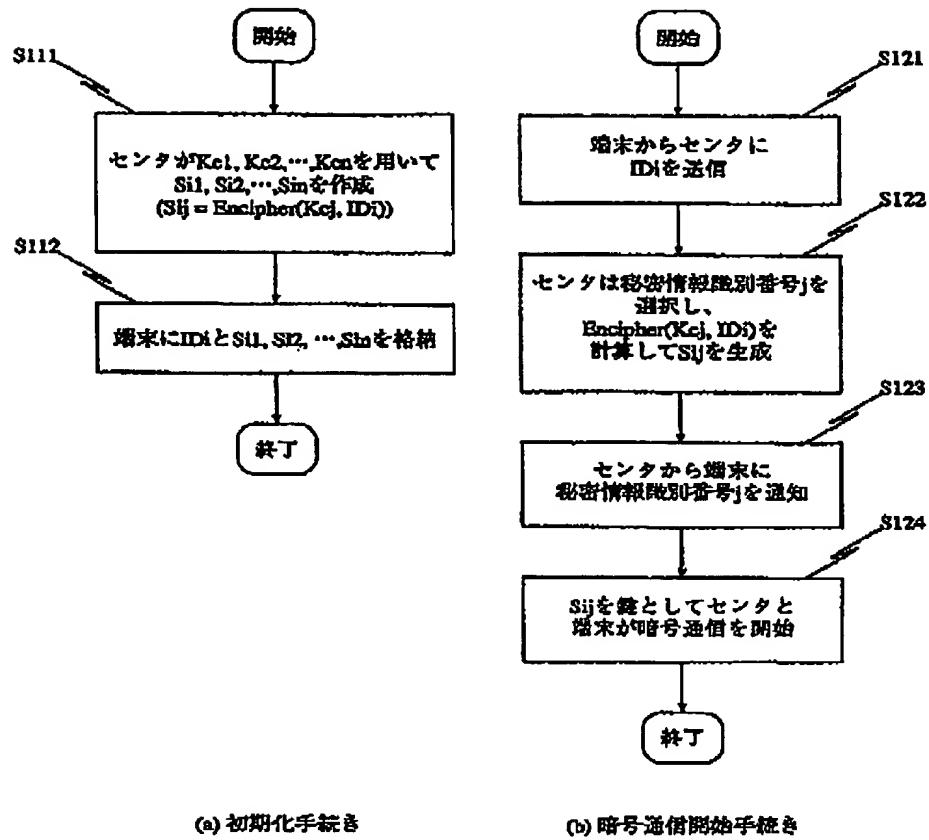 開始
S111
センタがKc1, Kc2,…,Kcnを用いて
Si1, Si2,…,Sinを作成
(Sij = Encipher(Kcj, IDi))
S112
端末にIDiとSi1, Si2, …,Sinを格納
終了
(a) 初期化手続き
開始
S121
端末からセンタに
IDiを送信
S122
センタは秘密情報識別番号jを
選択し、
Encipher(Kcj, IDi)を
計算してSijを生成
S123
センタから端末に
秘密情報識別番号jを通知
S124
Sijを鍵としてセンタと
端末が暗号通信を開始
終了
(b) 暗号通信開始手続き